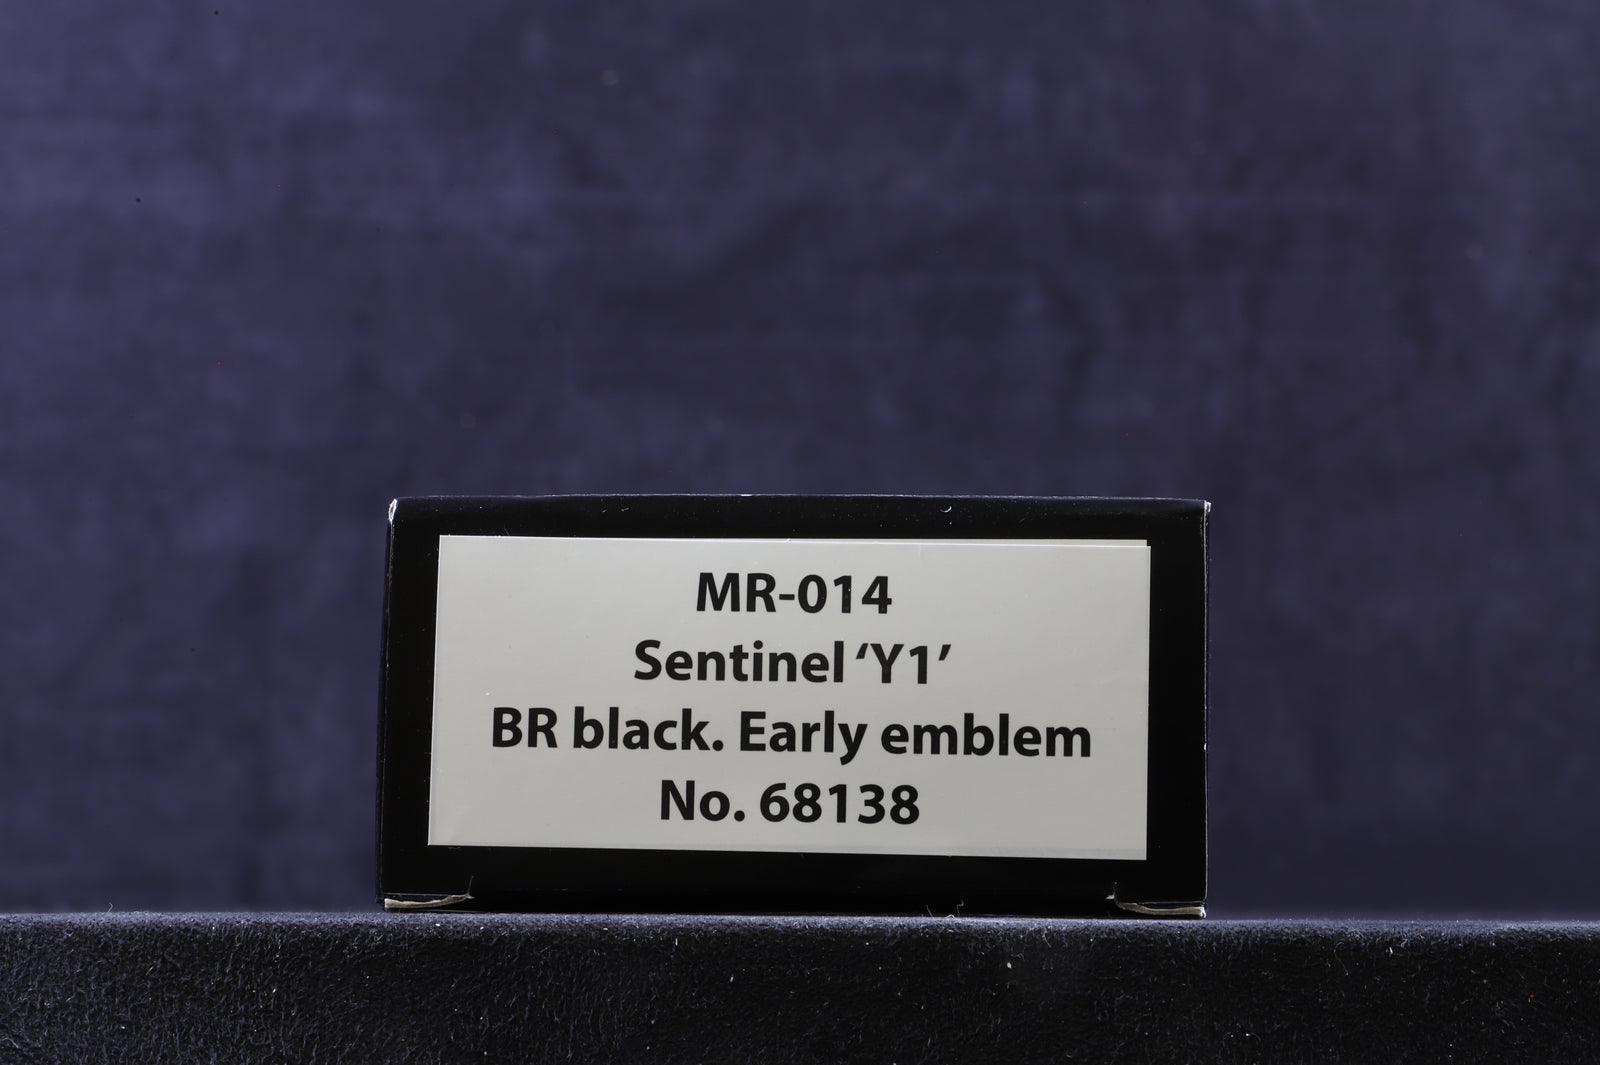 MR-014
Sentinel ‘Y1’
BR black. Early emblem
No. 68138